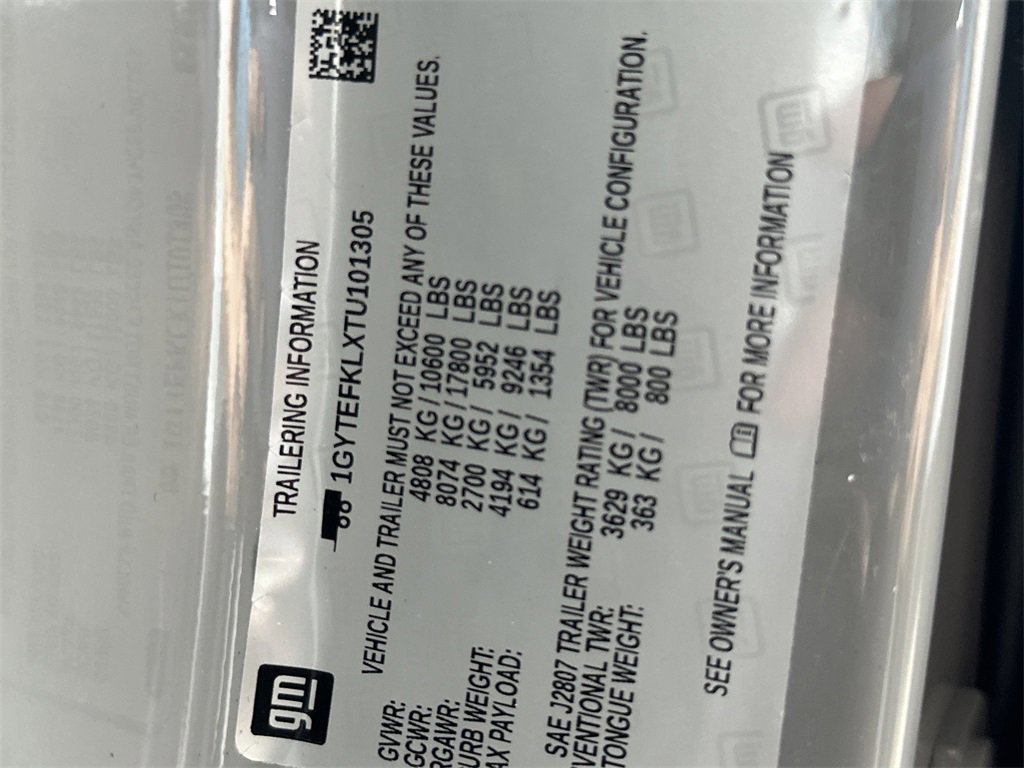 gm
TRAILERING INFORMATION
1GYTEFKLXTU101305
VEHICLE AND TRAILER MUST NOT EXCEED ANY OF THESE VALUES.
GVWR: 4808 KG / 10600 LBS
GCWR: 8074 KG / 17800 LBS
RGAWR: 2700 KG / 5952 LBS
URB WEIGHT: 4194 KG / 9246 LBS
AX PAYLOAD: 614 KG / 1354 LBS
SAE J2807 TRAILER WEIGHT RATING (TWR) FOR VEHICLE CONFIGURATION.
VENTIONAL TWR: 3629 KG / 8000 LBS
TONGUE WEIGHT: 363 KG / 800 LBS
SEE OWNER'S MANUAL FOR MORE INFORMATION